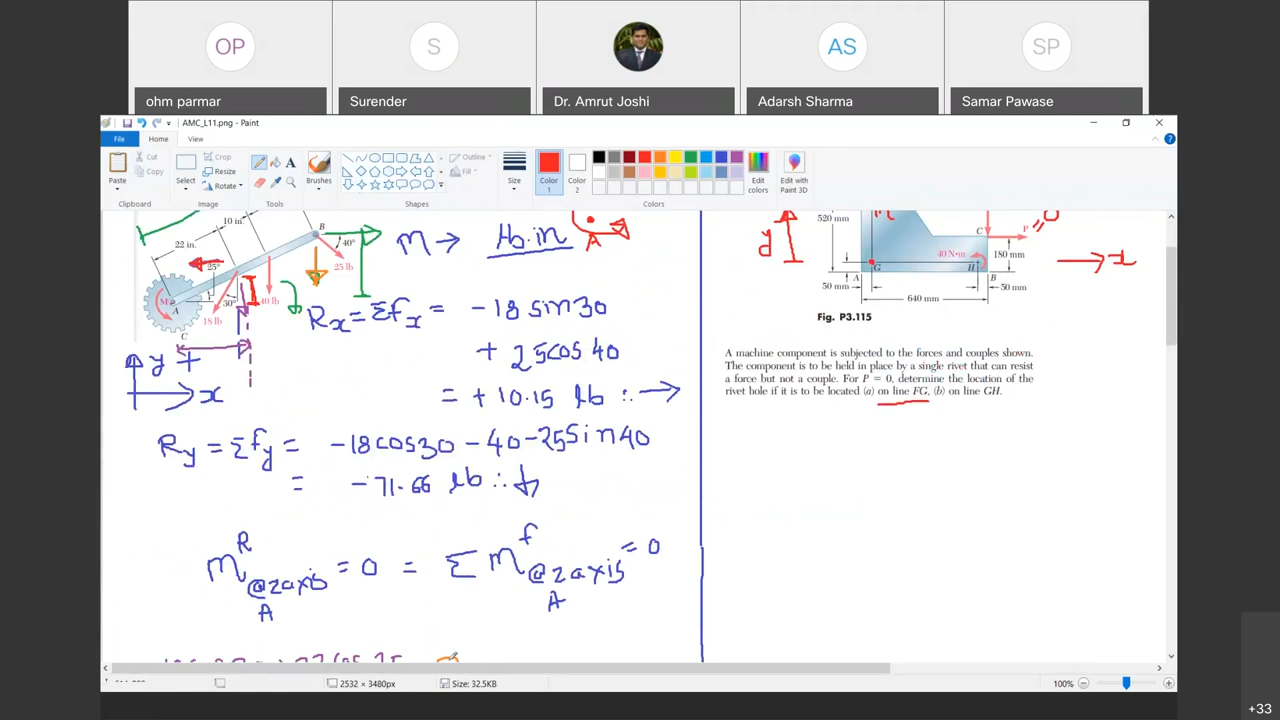 OP
S
AS
SP
ohm parmar
Surender
Dr. Amrut Joshi
Adarsh Sharma
Samar Pawase
AMC_L11.png - Paint
File
Home
View
Paste
Cut
Copy
Select
Crop
Resize
Rotate
Brushes
Outline
Fill
Size
Color 1
Color 2
Edit colors
Edit with Paint 3D
Clipboard
Image
Tools
Shapes
Colors
10 in.
22 in.
B
40°
25 lb
25°
M
A
30°
40 lb
18 lb
C
y +
x
M → lb.in
A
Rx = Σfx = -18 sin30
+ 25cos40
= + 10.15 lb ∴ →
Ry = Σfy = -18cos30 - 40 - 25sin40
= -71.66 lb ∴ ↓
M^R @ z axis A = 0 = Σ M^f @ z axis A = 0
520 mm
y
C
P
0
40 N·m
180 mm
G
H
x
A
B
50 mm
50 mm
640 mm
Fig. P3.115
A machine component is subjected to the forces and couples shown.
The component is to be held in place by a single rivet that can resist
a force but not a couple. For P = 0, determine the location of the
rivet hole if it is to be located (a) on line FG, (b) on line GH.
2532 × 3480px
Size: 32.5KB
100%
+33